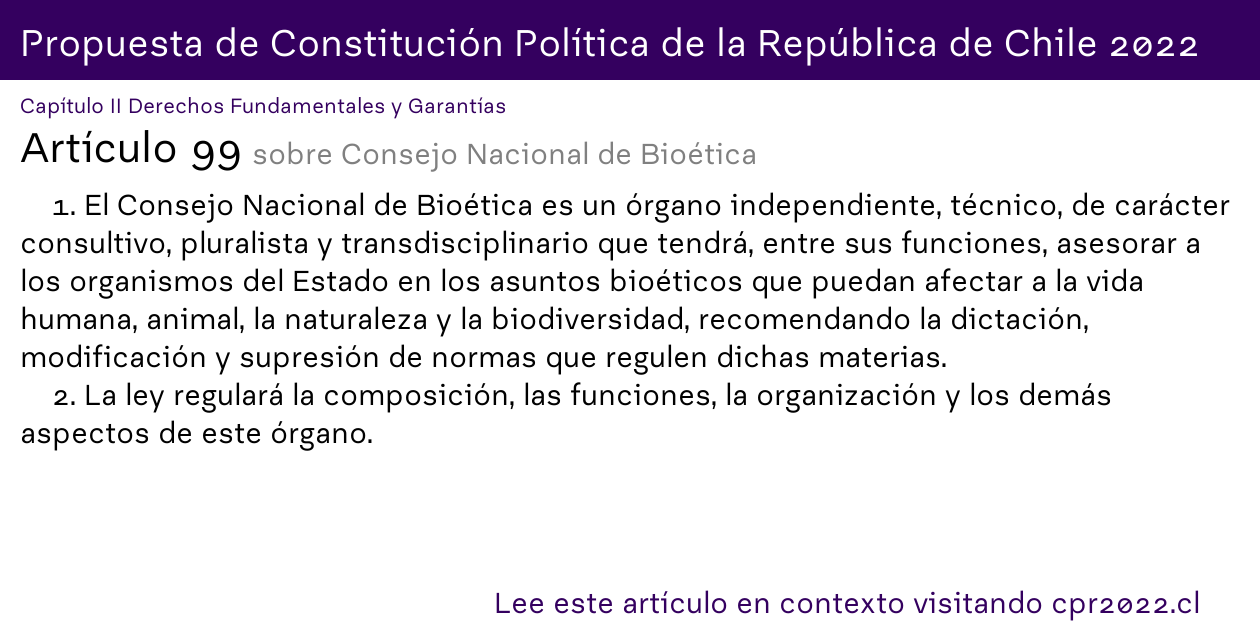 Propuesta de Constitución Política de la República de Chile 2022
Capítulo II Derechos Fundamentales y Garantías
Artículo 99 sobre Consejo Nacional de Bioética
1. El Consejo Nacional de Bioética es un órgano independiente, técnico, de carácter
consultivo, pluralista y transdisciplinario que tendrá, entre sus funciones, asesorar a
los organismos del Estado en los asuntos bioéticos que puedan afectar a la vida
humana, animal, la naturaleza y la biodiversidad, recomendando la dictación,
modificación y supresión de normas que regulen dichas materias.
2. La ley regulará la composición, las funciones, la organización y los demás
aspectos de este órgano.
Lee este artículo en contexto visitando cpr2022.cl